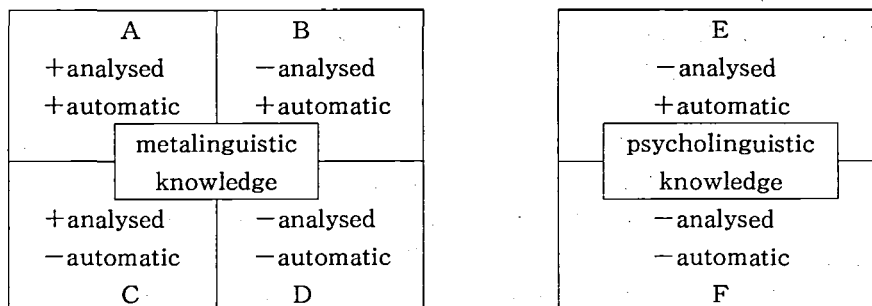 A B
+analysed −analysed
+automatic +automatic
metalinguistic
knowledge
+analysed −analysed
−automatic −automatic
C D
E
−analysed
+automatic
psycholinguistic
knowledge
−analysed
−automatic
F